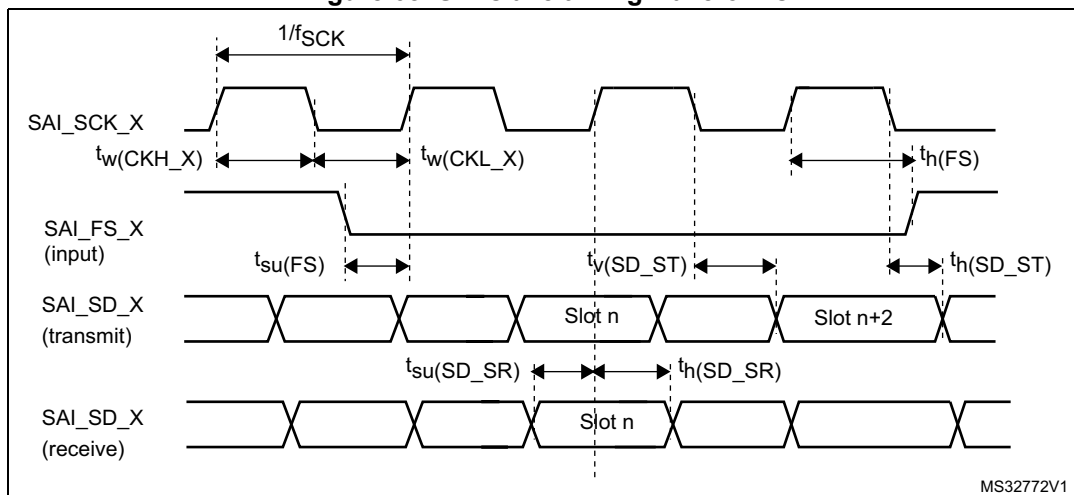 1/fSCK
SAI_SCK_X
tw(CKH_X)
tw(CKL_X)
th(FS)
SAI_FS_X
(input)
tsu(FS)
tv(SD_ST)
th(SD_ST)
SAI_SD_X
(transmit)
Slot n
Slot n+2
tsu(SD_SR)
th(SD_SR)
SAI_SD_X
(receive)
Slot n
MS32772V1